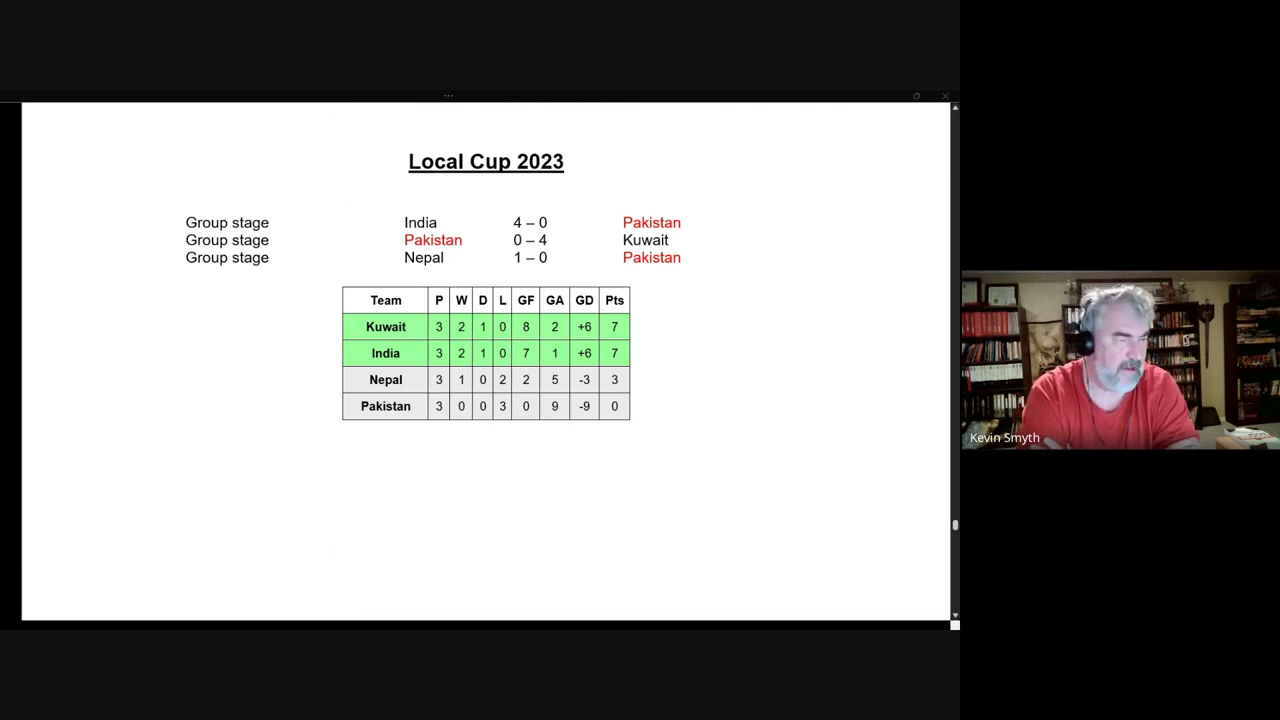 Local Cup 2023
Group stage India 4 – 0 Pakistan
Group stage Pakistan 0 – 4 Kuwait
Group stage Nepal 1 – 0 Pakistan
Team P W D L GF GA GD Pts
Kuwait 3 2 1 0 8 2 +6 7
India 3 2 1 0 7 1 +6 7
Nepal 3 1 0 2 2 5 -3 3
Pakistan 3 0 0 3 0 9 -9 0
Kevin Smyth